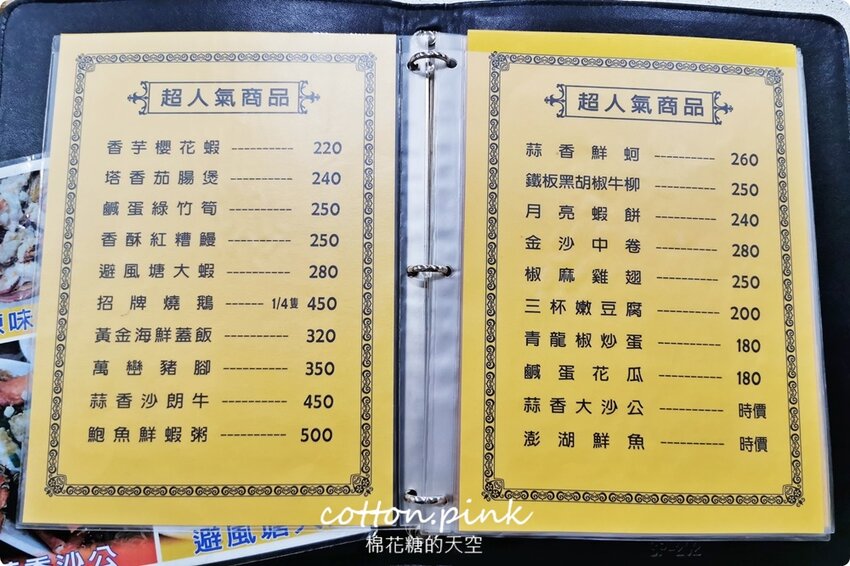 超人氣商品
香芋櫻花蝦 ---------- 220
塔香茄腸煲 ---------- 240
鹹蛋綠竹筍 ---------- 250
香酥紅糟鰻 ---------- 250
避風塘大蝦 ---------- 280
招牌燒鵝 ------ 1/4隻 450
黃金海鮮蓋飯 ---------- 320
萬巒豬腳 ---------- 350
蒜香沙朗牛 ---------- 450
鮑魚鮮蝦粥 ---------- 500
超人氣商品
蒜香鮮蚵 ---------- 260
鐵板黑胡椒牛柳 ---------- 250
月亮蝦餅 ---------- 240
金沙中卷 ---------- 280
椒麻雞翅 ---------- 250
三杯嫩豆腐 ---------- 200
青龍椒炒蛋 ---------- 180
鹹蛋花瓜 ---------- 180
蒜香大沙公 ---------- 時價
澎湖鮮魚 ---------- 時價
味
香沙公
避風塘
cotton.pink
棉花糖的天空